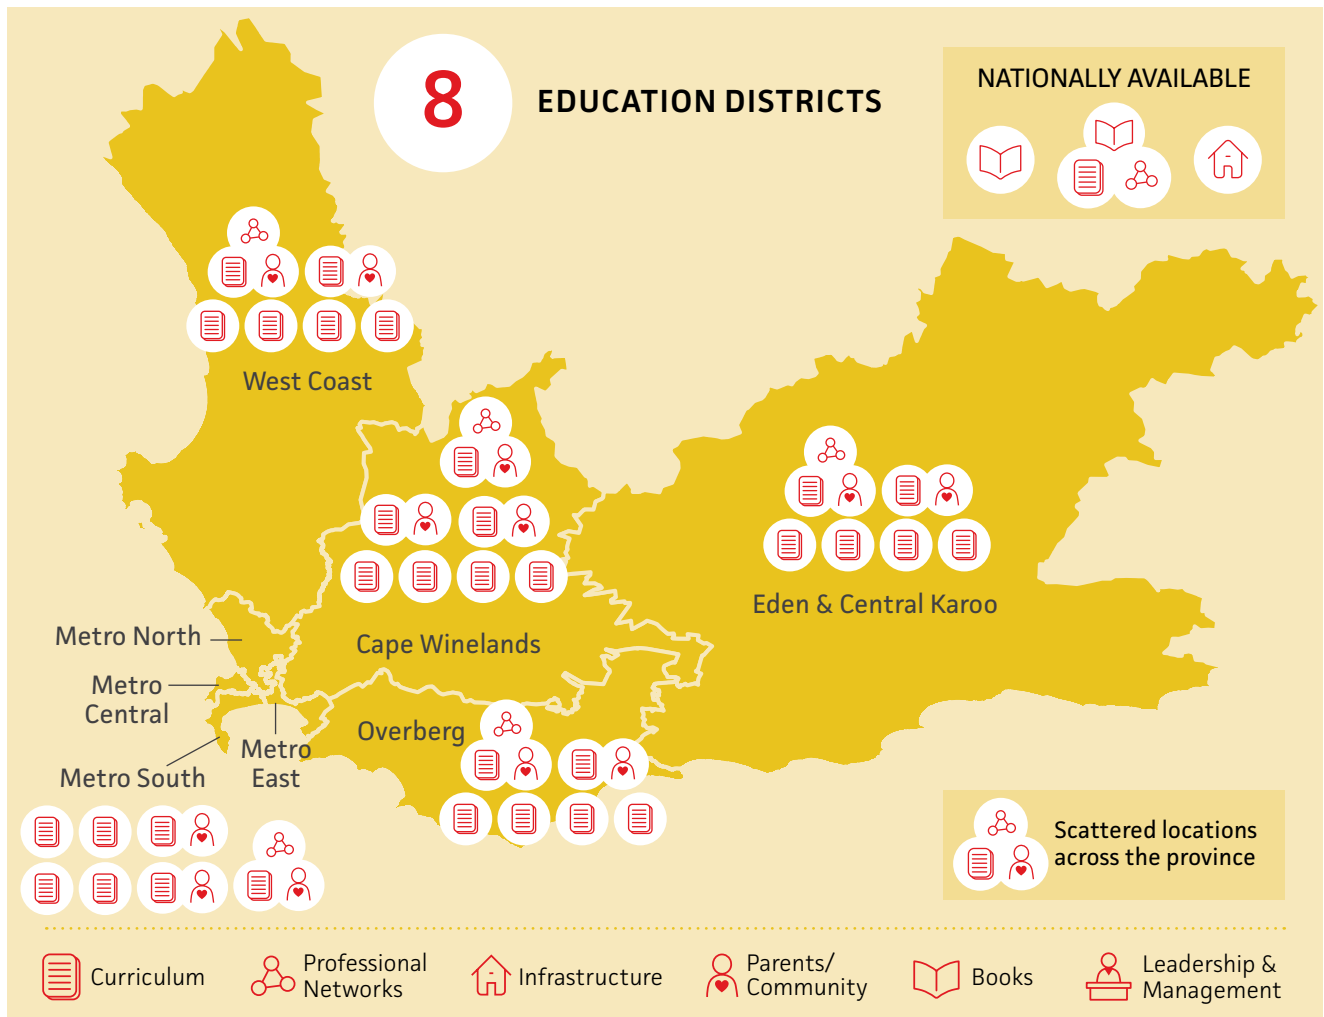 8
EDUCATION DISTRICTS
NATIONALLY AVAILABLE
West Coast
Eden & Central Karoo
Cape Winelands
Metro North
Metro
Central
Overberg
Metro
East
Metro South
Scattered locations
across the province
Curriculum
Professional
Networks
Infrastructure
Parents/
Community
Books
Leadership &
Management